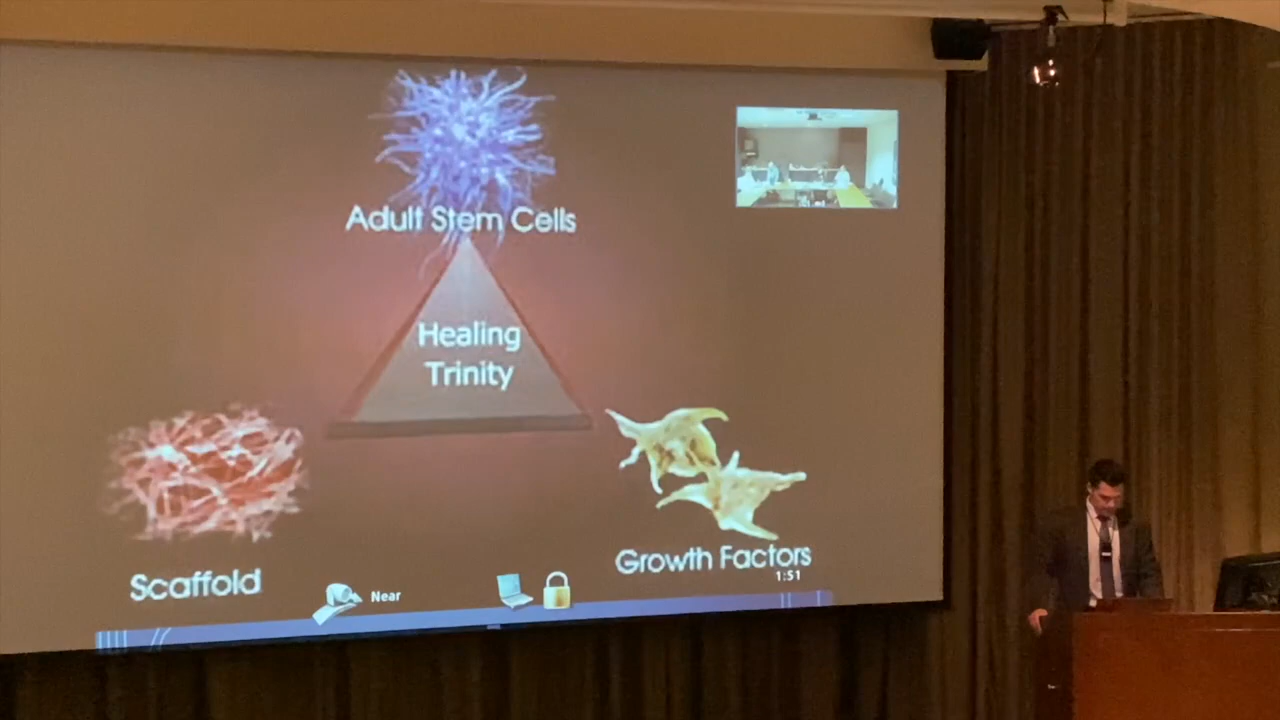 Adult Stem Cells
Healing
Trinity
Scaffold
Growth Factors
1:51
Near